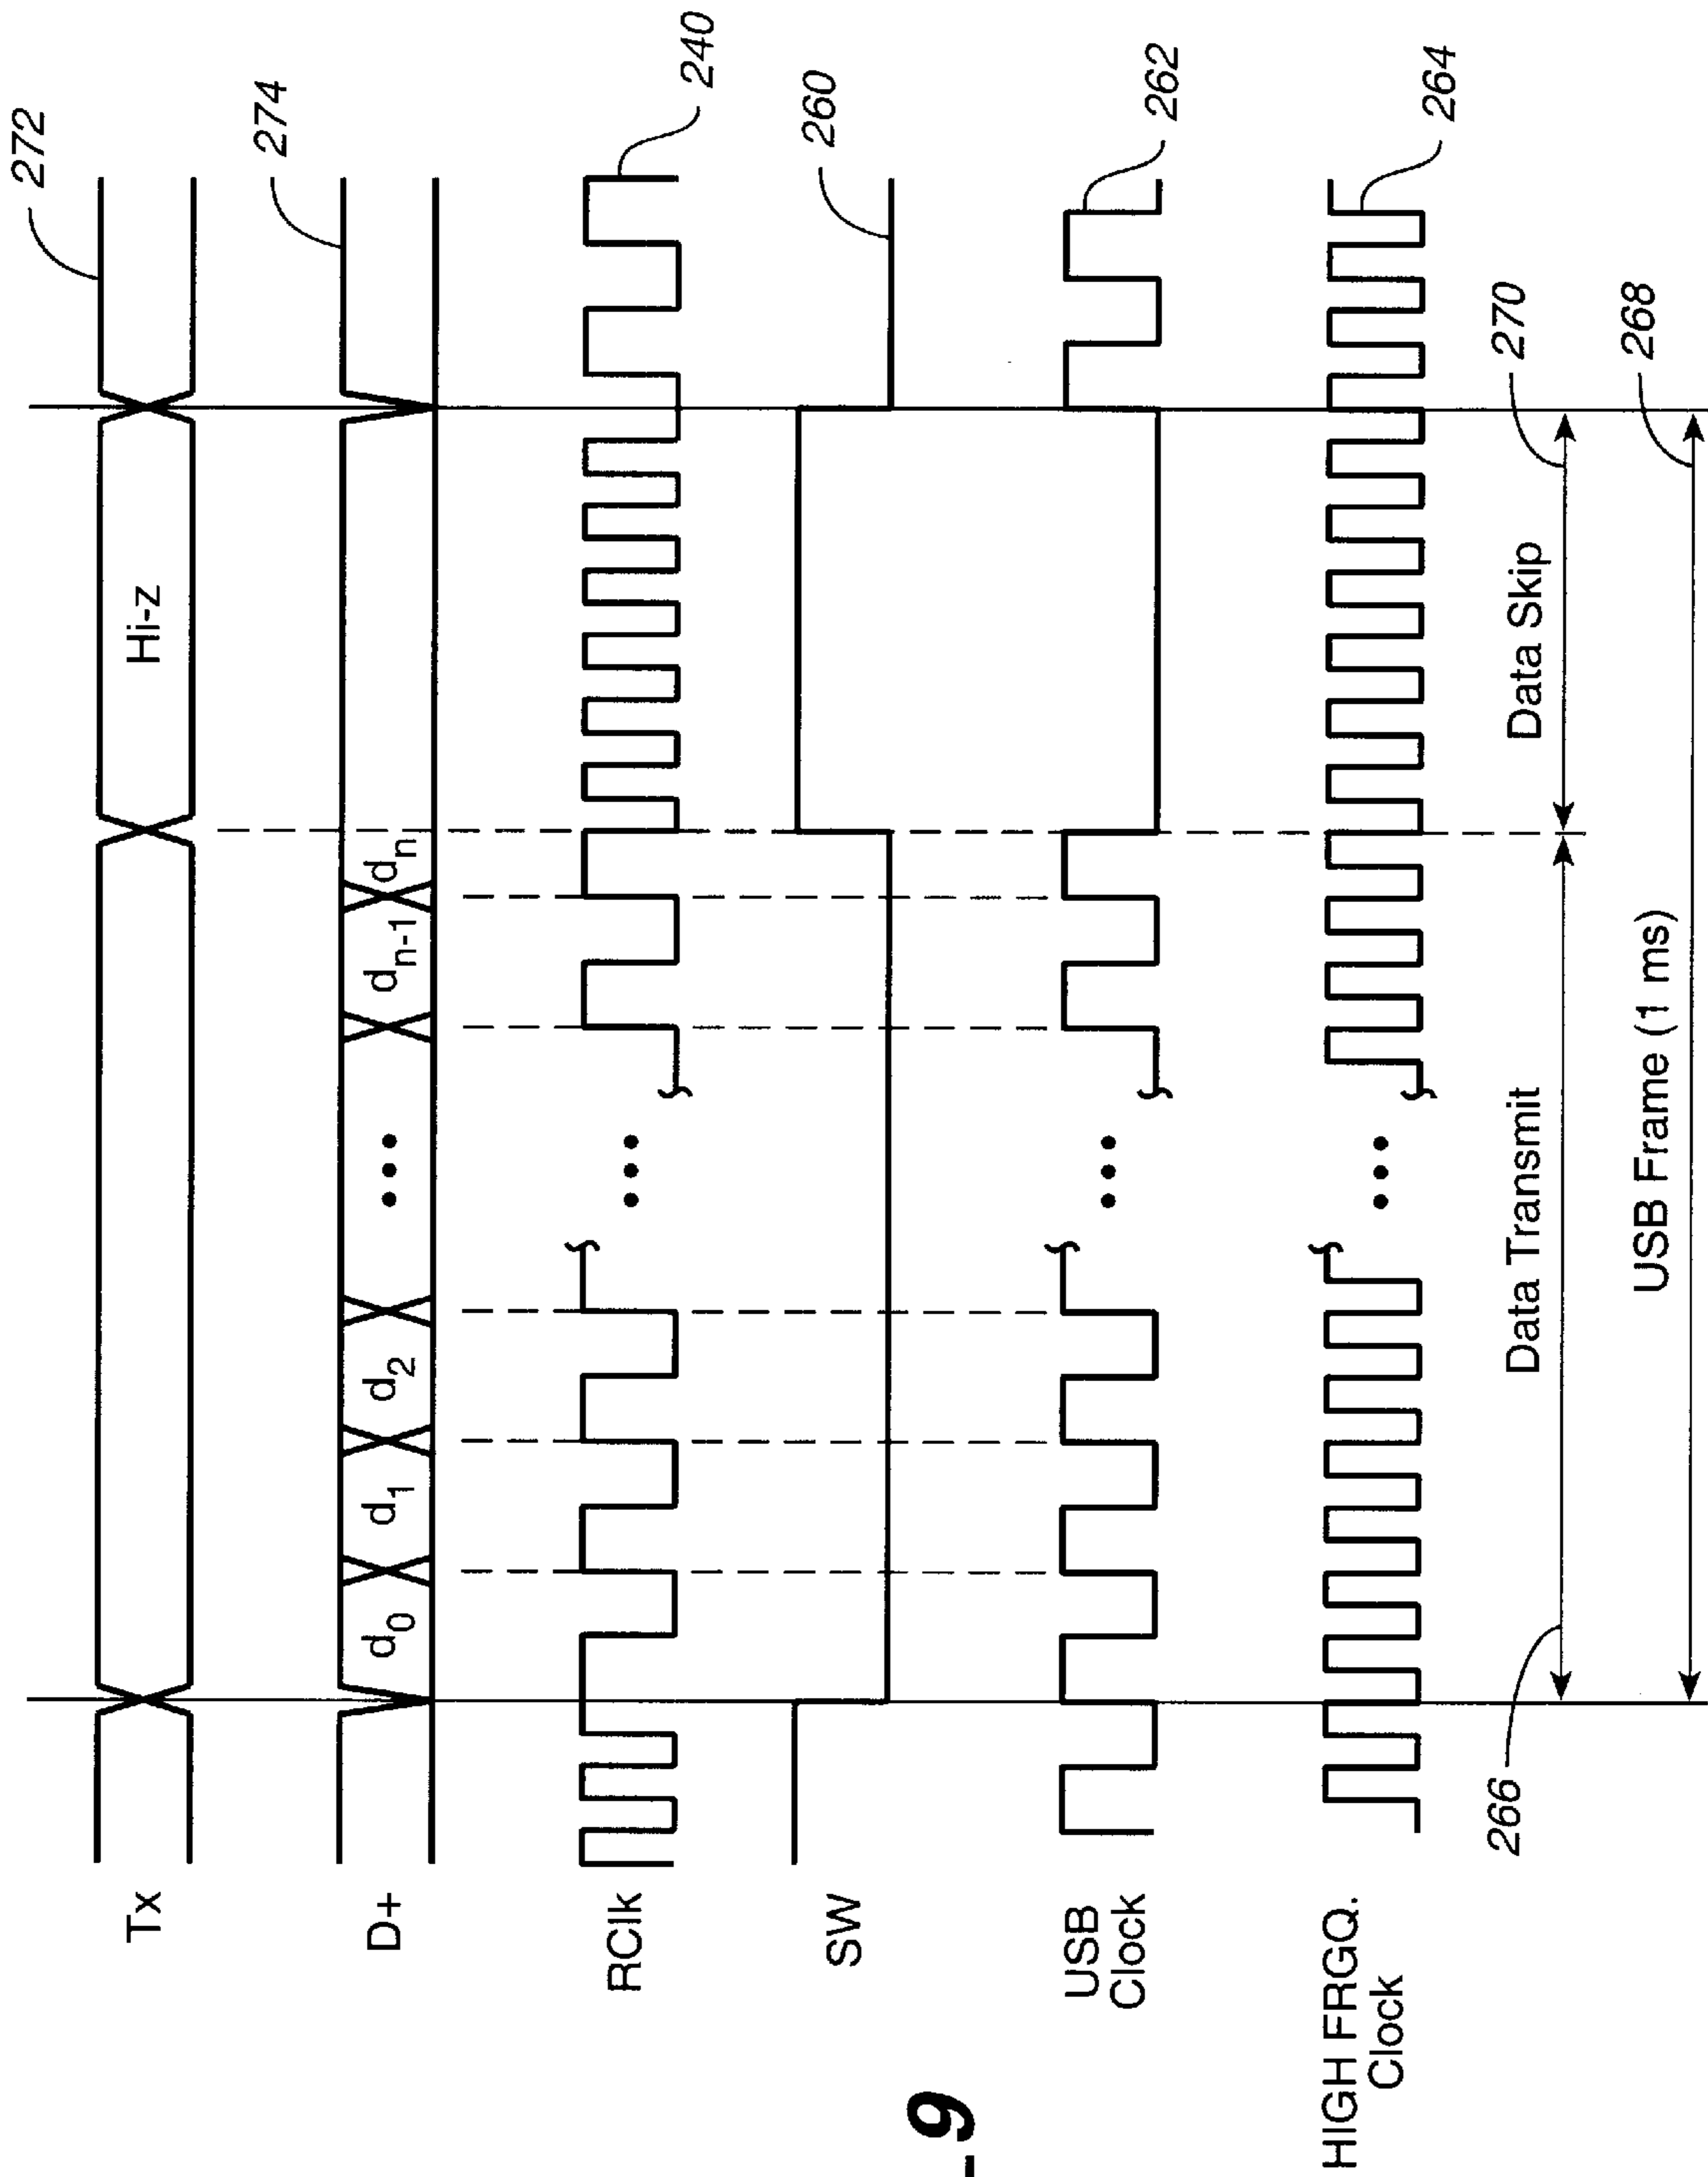 272
Tx
Hi-z
274
D+
d0
d1
d2
•••
dn-1
dn
RClk
•••
240
SW
260
USB
Clock
•••
262
HIGH FRGQ.
Clock
•••
264
266
Data Transmit
Data Skip
270
USB Frame (1 ms)
268
_9